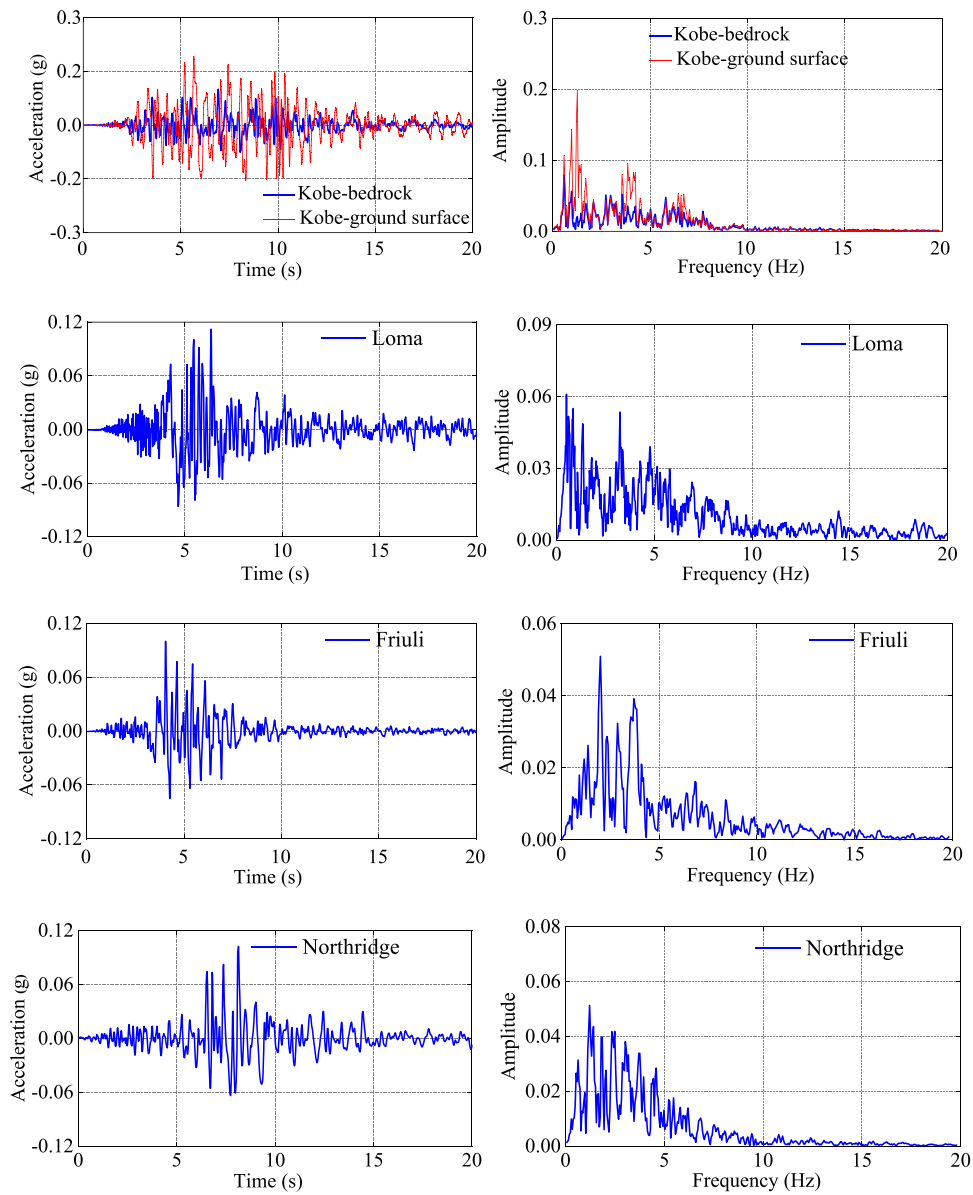 0.3
0.2
0.1
0.0
-0.1
-0.2
-0.3
Acceleration (g)
Kobe-bedrock
Kobe-ground surface
0 5 10 15 20
Time (s)
0.3
0.2
0.1
0.0
Amplitude
Kobe-bedrock
Kobe-ground surface
0 5 10 15 20
Frequency (Hz)
0.12
0.06
0.00
-0.06
-0.12
Acceleration (g)
Loma
0 5 10 15 20
Time (s)
0.09
0.06
0.03
0.00
Amplitude
Loma
0 5 10 15 20
Frequency (Hz)
0.12
0.06
0.00
-0.06
-0.12
Acceleration (g)
Friuli
0 5 10 15 20
Time (s)
0.06
0.04
0.02
0.00
Amplitude
Friuli
0 5 10 15 20
Frequency (Hz)
0.12
0.06
0.00
-0.06
-0.12
Acceleration (g)
Northridge
0 5 10 15 20
Time (s)
0.08
0.06
0.04
0.02
0.00
Amplitude
Northridge
0 5 10 15 20
Frequency (Hz)